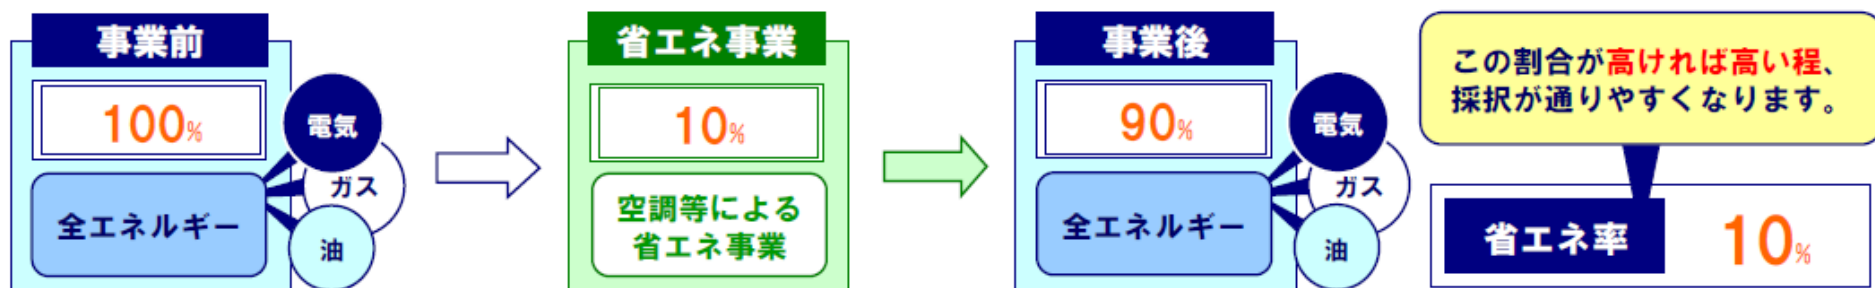 事業前
100%
全エネルギー
電気
ガス
油
省エネ事業
10%
空調等による
省エネ事業
事業後
90%
全エネルギー
電気
ガス
油
この割合が高ければ高い程、
採択が通りやすくなります。
省エネ率
10%